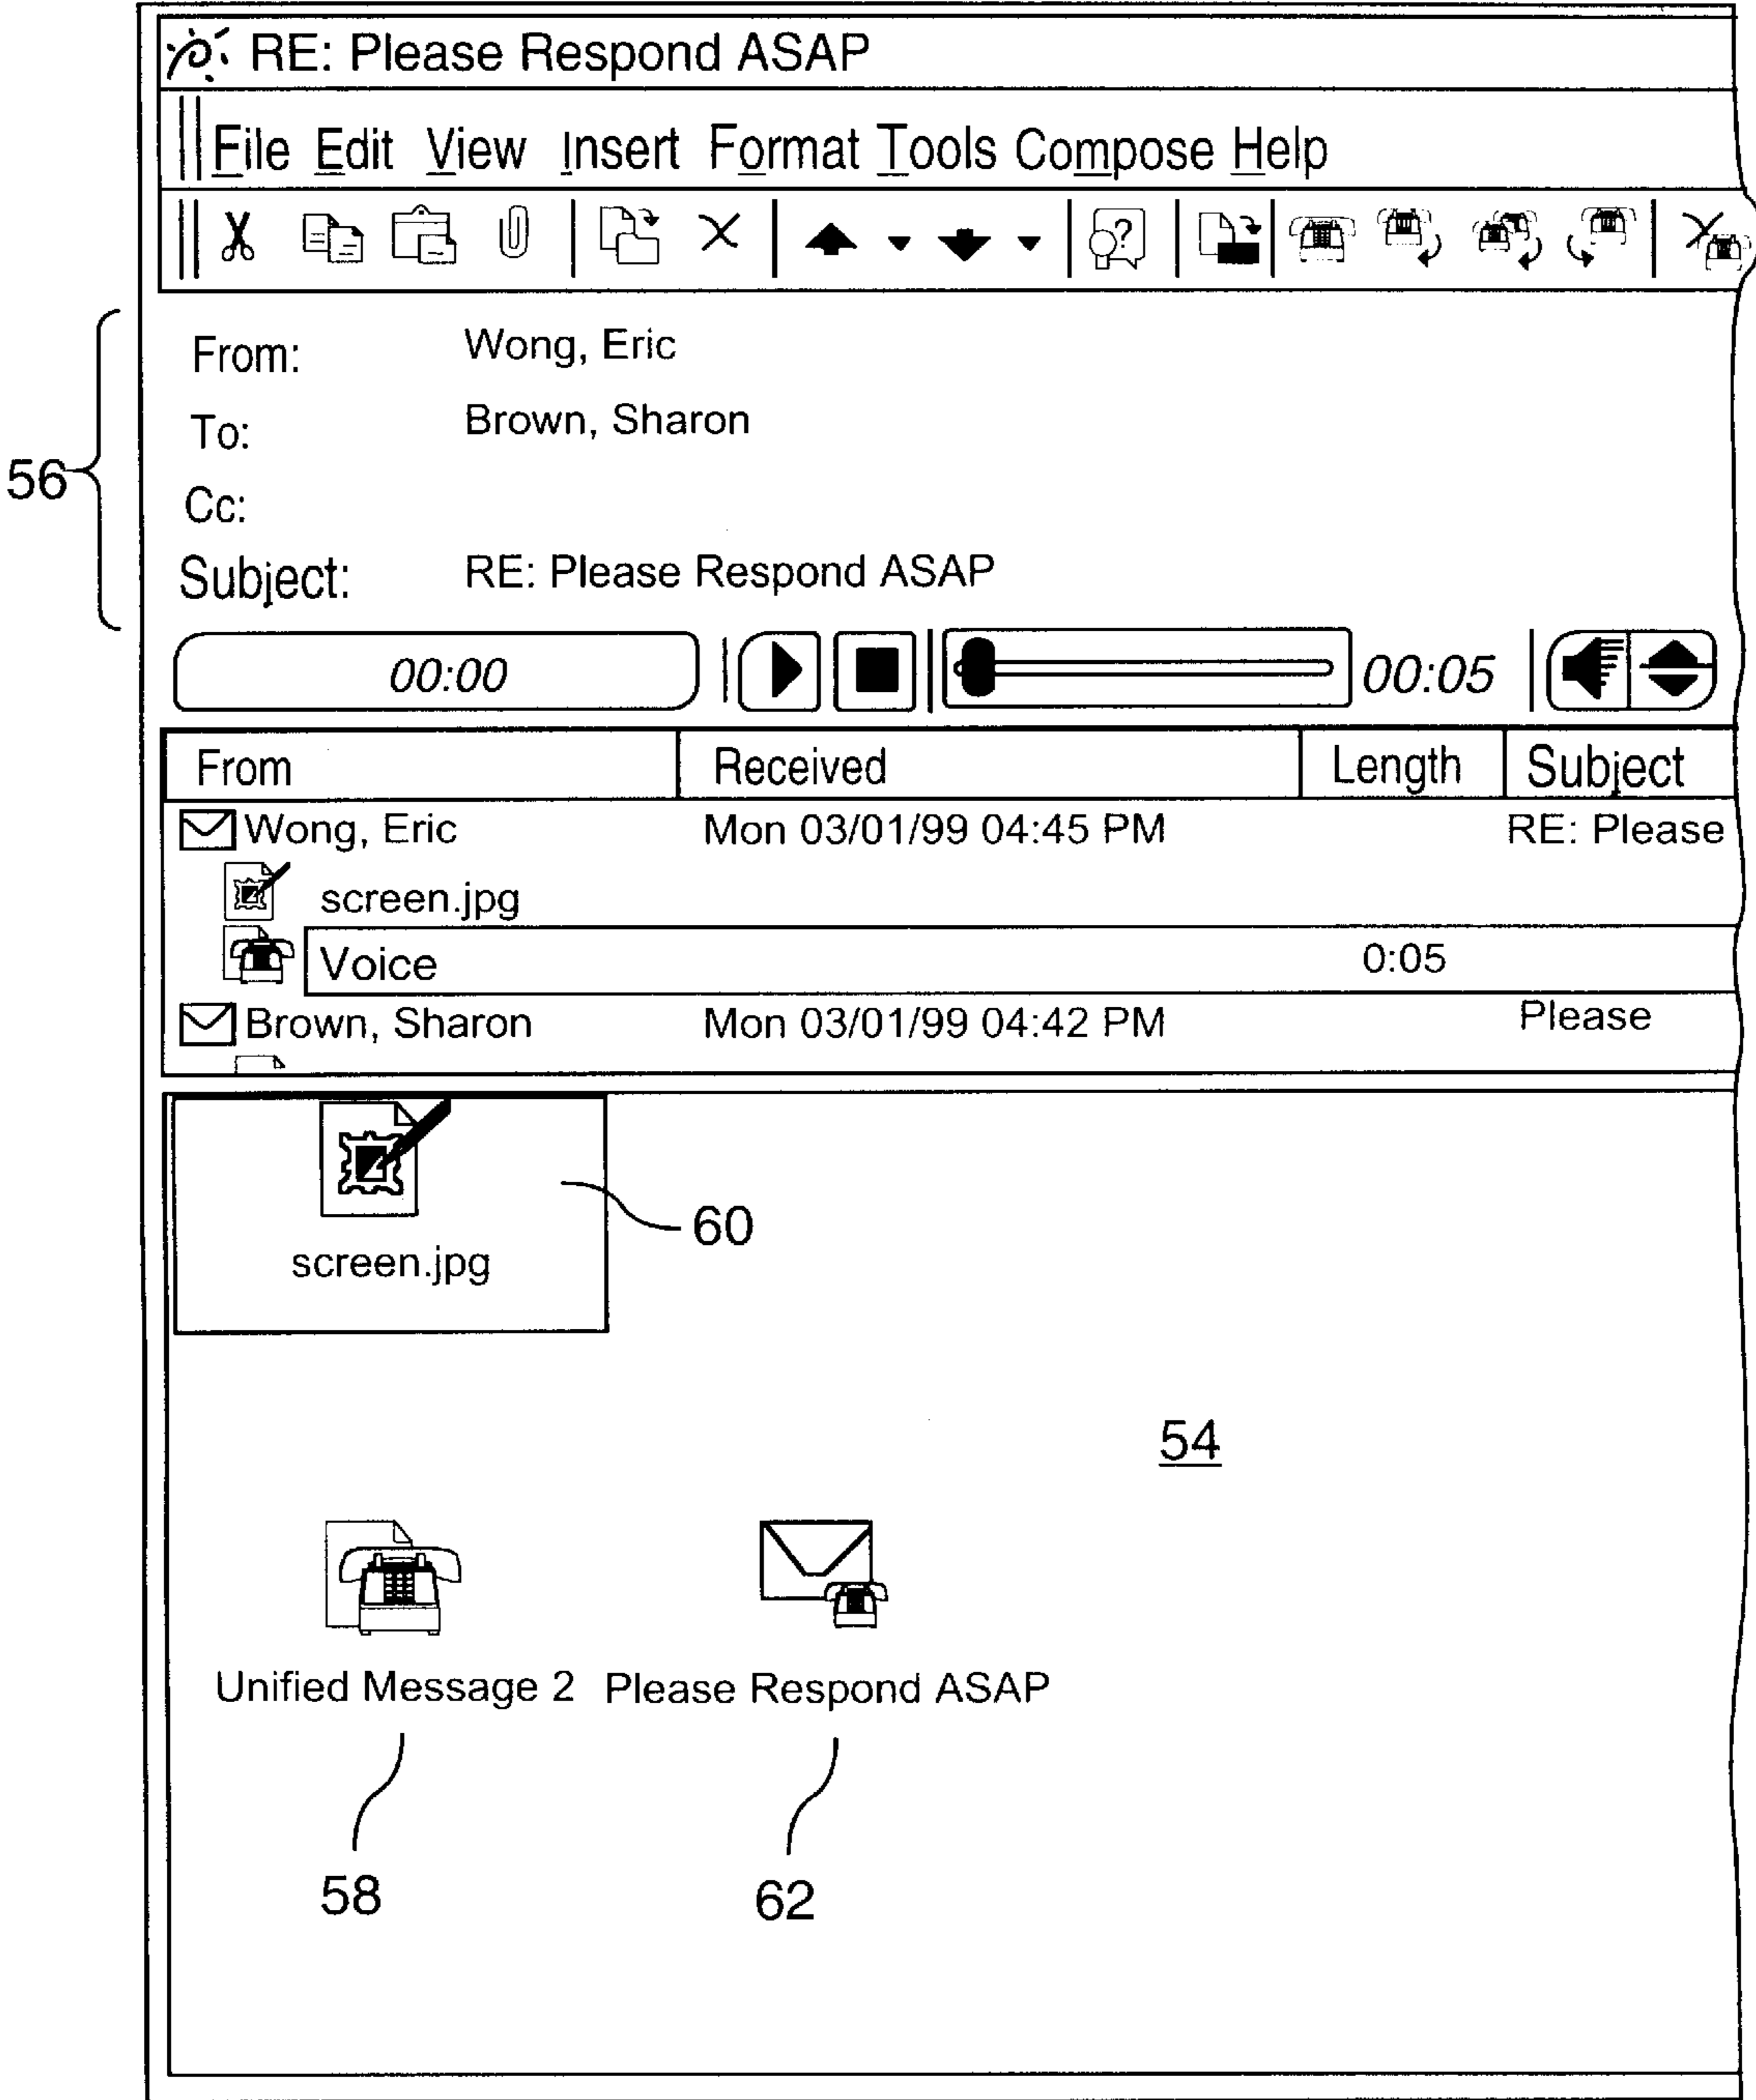 RE: Please Respond ASAP
File Edit View Insert Format Tools Compose Help
?
56
From: Wong, Eric
To: Brown, Sharon
Cc:
Subject: RE: Please Respond ASAP
00:00 00:05
From Received Length Subject
Wong, Eric Mon 03/01/99 04:45 PM RE: Please
screen.jpg
Voice 0:05
Brown, Sharon Mon 03/01/99 04:42 PM Please
60
screen.jpg
54
Unified Message 2 Please Respond ASAP
58 62